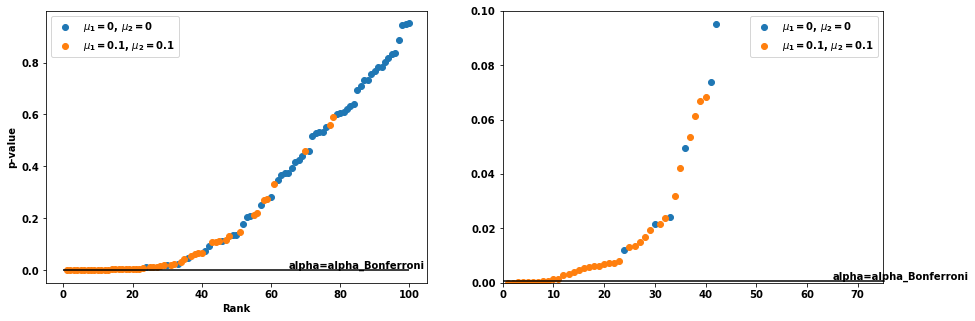 μ₁ = 0, μ₂ = 0
μ₁ = 0.1, μ₂ = 0.1
0.8
0.6
0.4
0.2
0.0
p-value
alpha=alpha_Bonferroni
0 20 40 60 80 100
Rank
0.10
0.08
0.06
0.04
0.02
0.00
μ₁ = 0, μ₂ = 0
μ₁ = 0.1, μ₂ = 0.1
alpha=alpha_Bonferroni
0 10 20 30 40 50 60 70